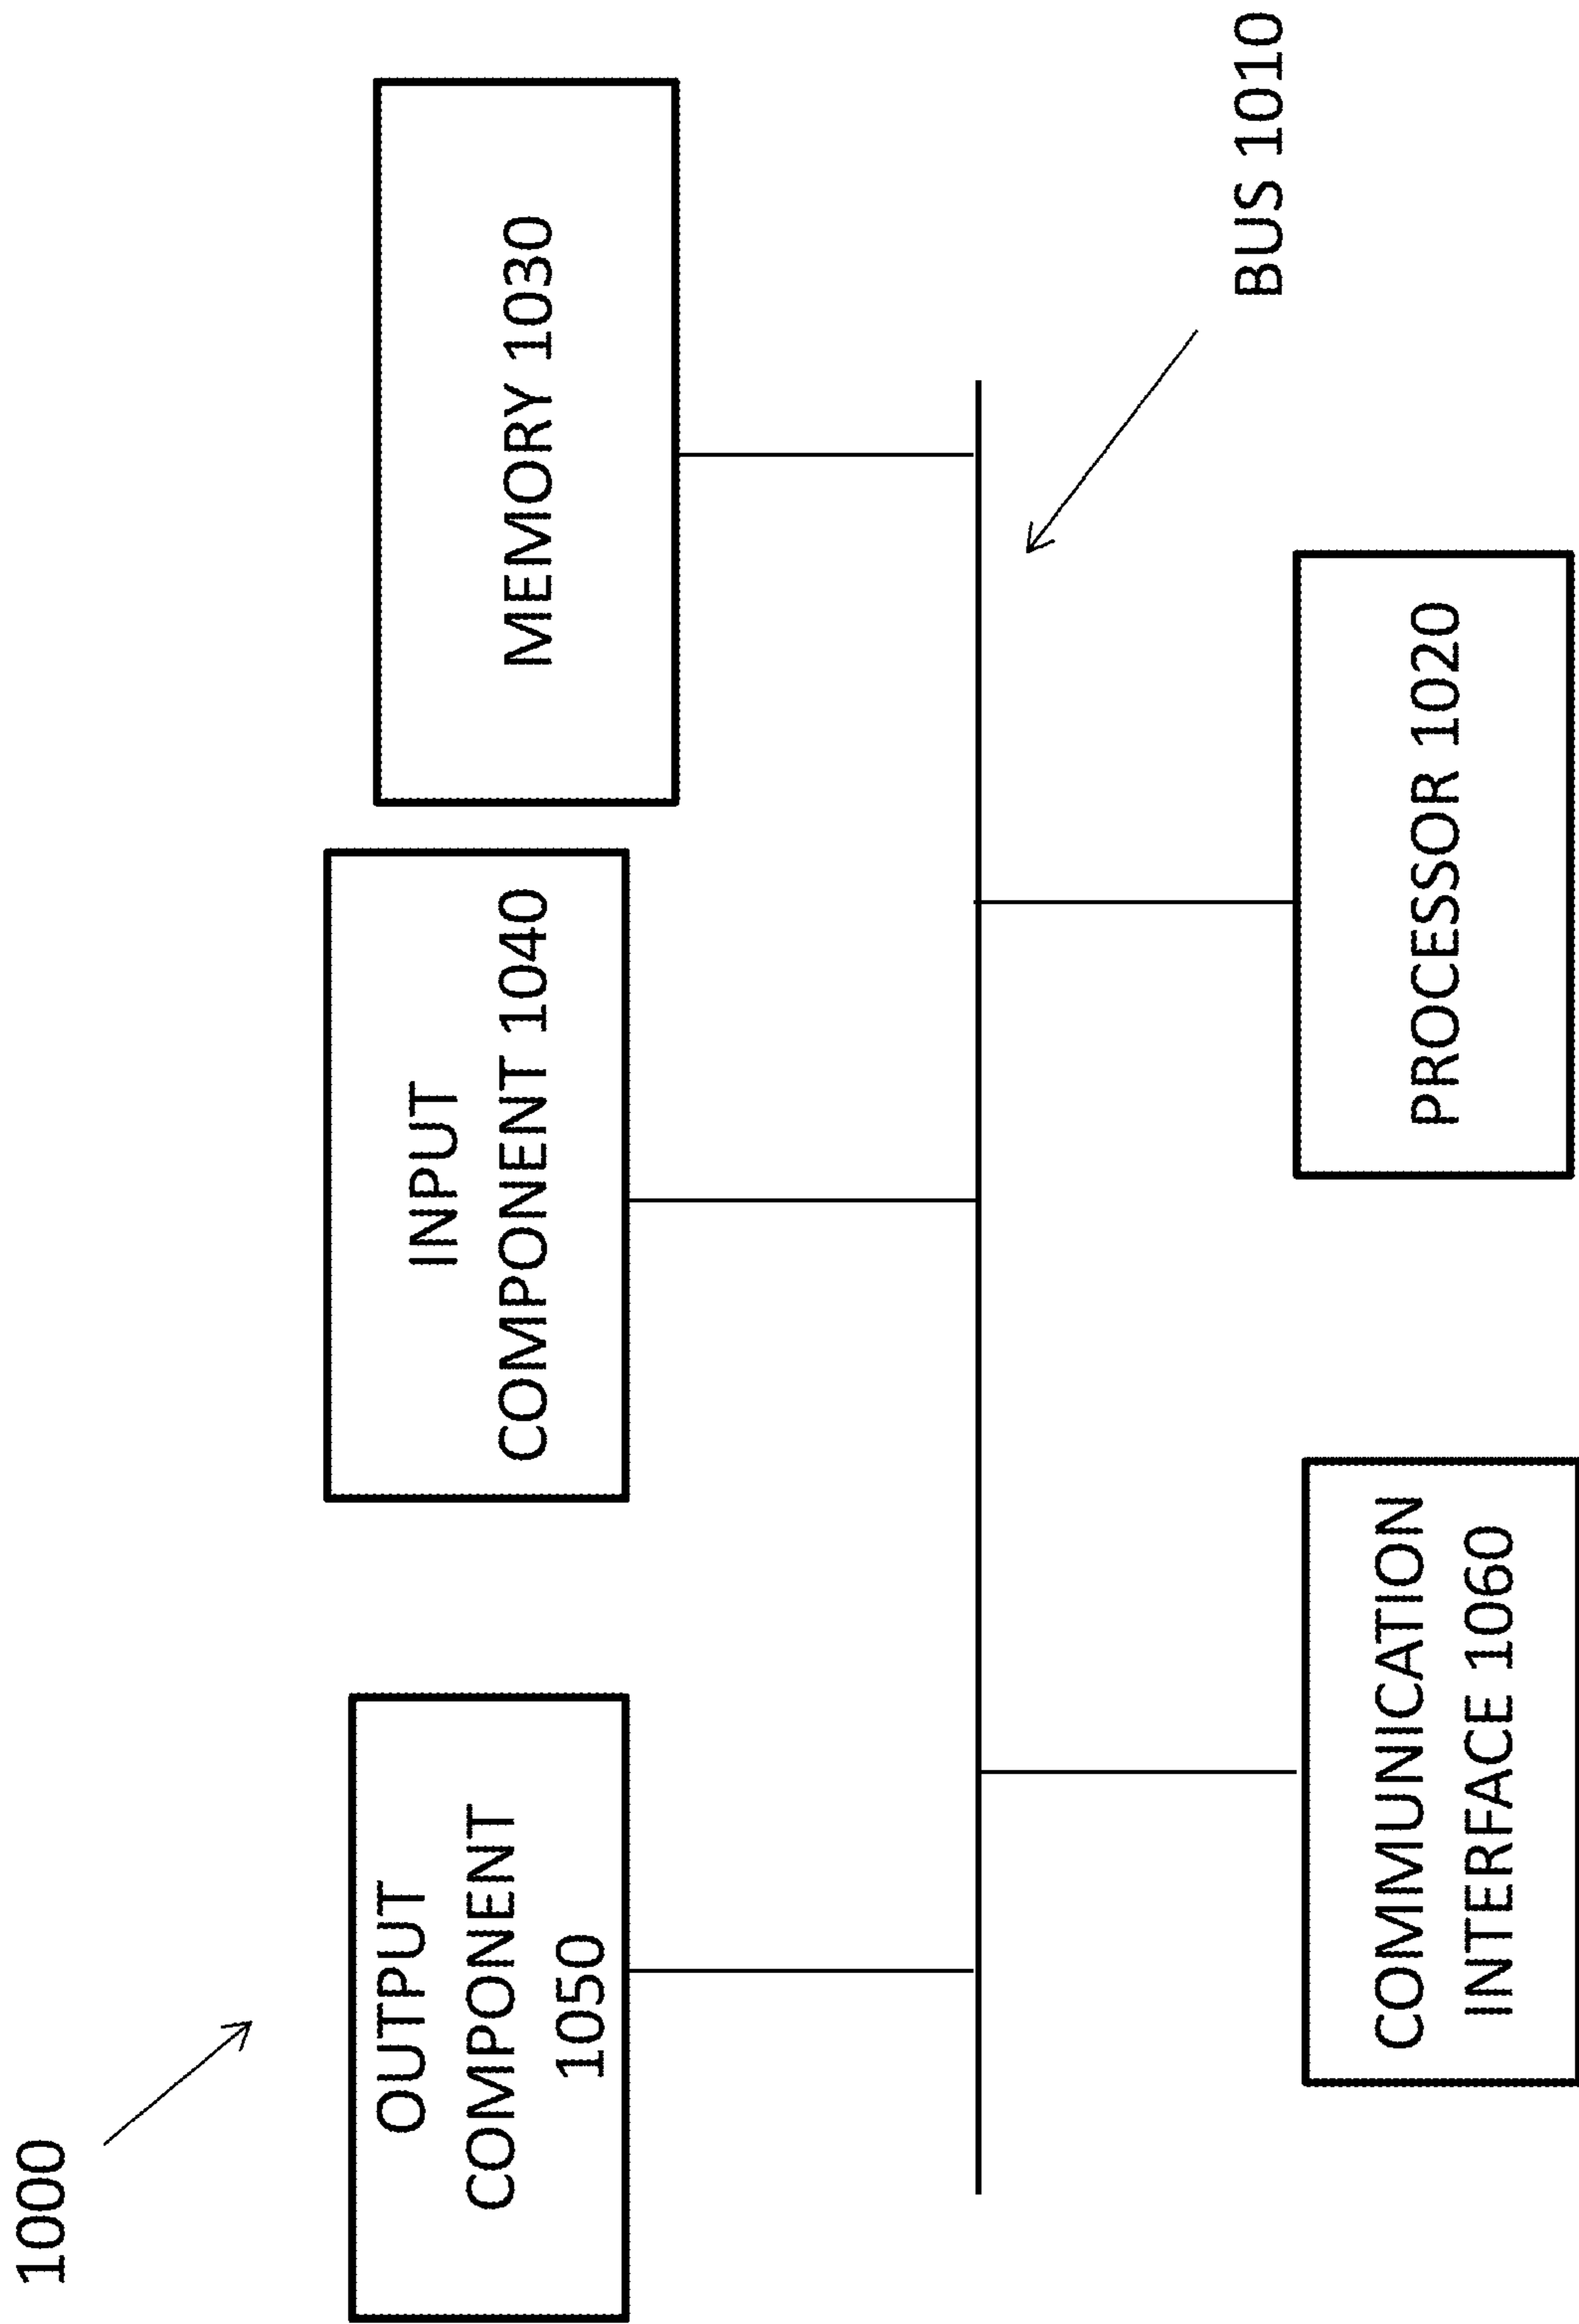 1000
OUTPUT
COMPONENT
1050
INPUT
COMPONENT 1040
MEMORY 1030
BUS 1010
COMMUNICATION
INTERFACE 1060
PROCESSOR 1020